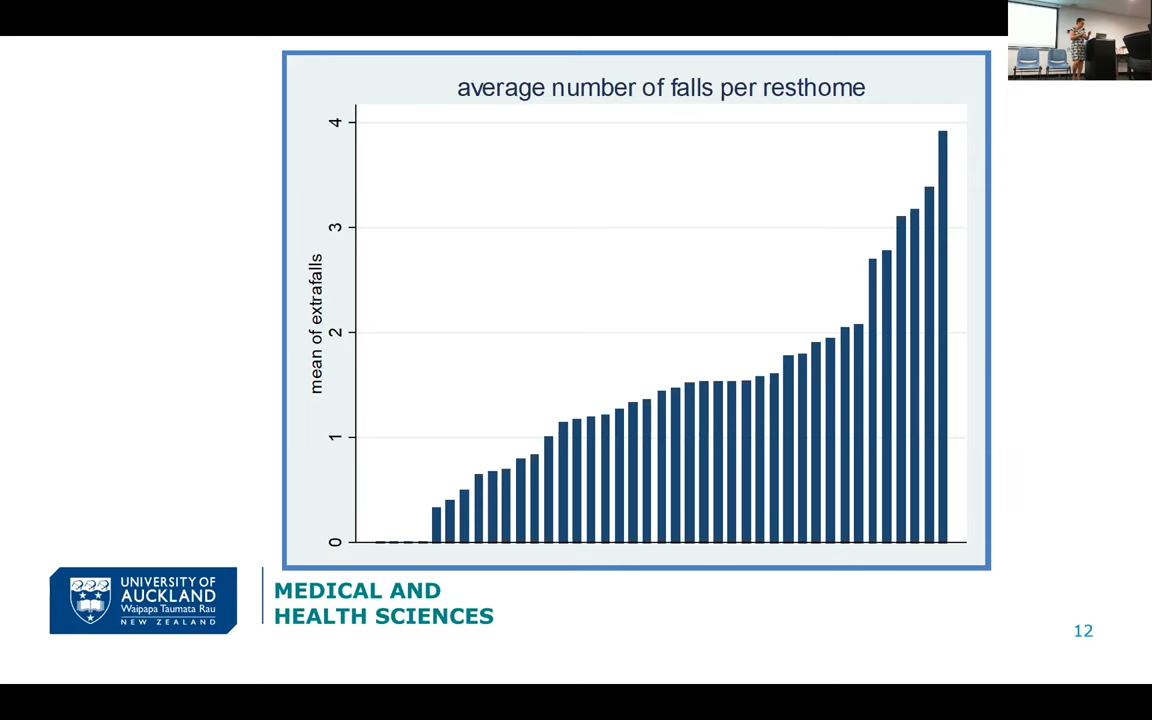 average number of falls per resthome
mean of extrafalls
4
3
2
1
0
UNIVERSITY OF
AUCKLAND
Waipapa Taumata Rau
NEW ZEALAND
MEDICAL AND
HEALTH SCIENCES
12